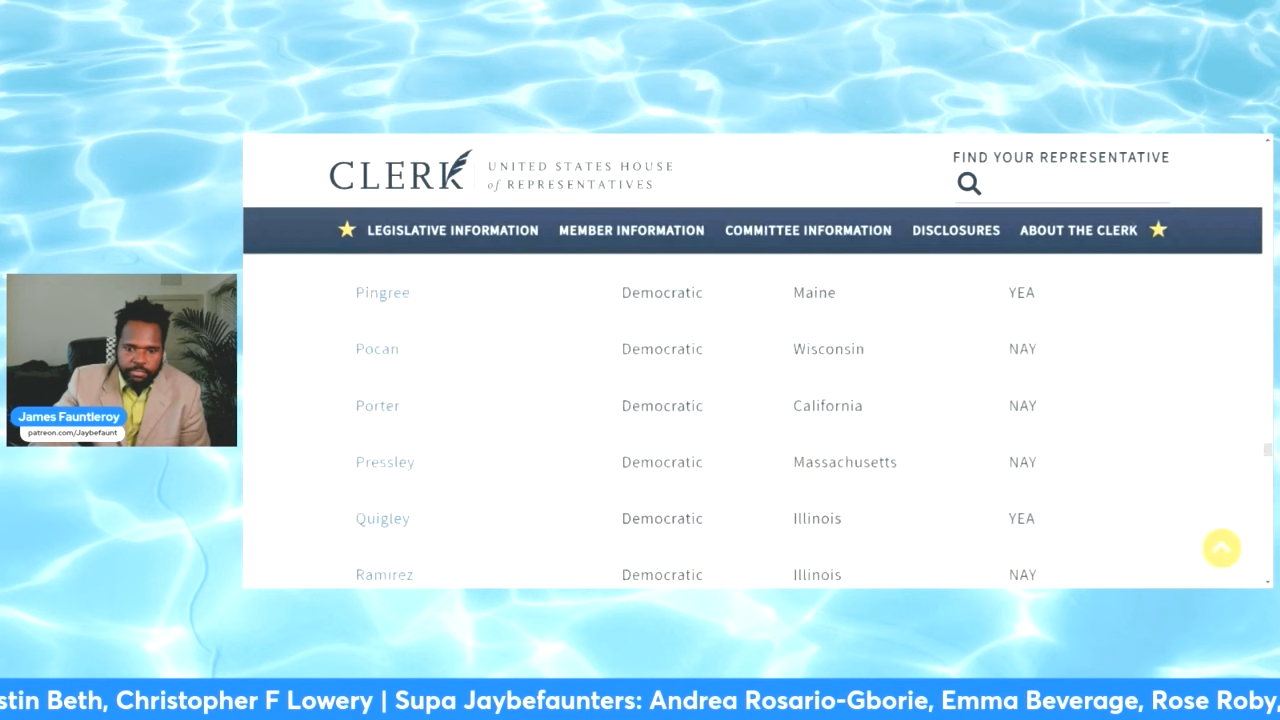 CLERK
UNITED STATES HOUSE
of REPRESENTATIVES
FIND YOUR REPRESENTATIVE
LEGISLATIVE INFORMATION MEMBER INFORMATION COMMITTEE INFORMATION DISCLOSURES ABOUT THE CLERK
Pingree Democratic Maine YEA
Pocan Democratic Wisconsin NAY
Porter Democratic California NAY
Pressley Democratic Massachusetts NAY
Quigley Democratic Illinois YEA
Ramirez Democratic Illinois NAY
James Fauntleroy
patreon.com/Jaybefaunt
stin Beth, Christopher F Lowery | Supa Jaybefaunters: Andrea Rosario-Gborie, Emma Beverage, Rose Roby,